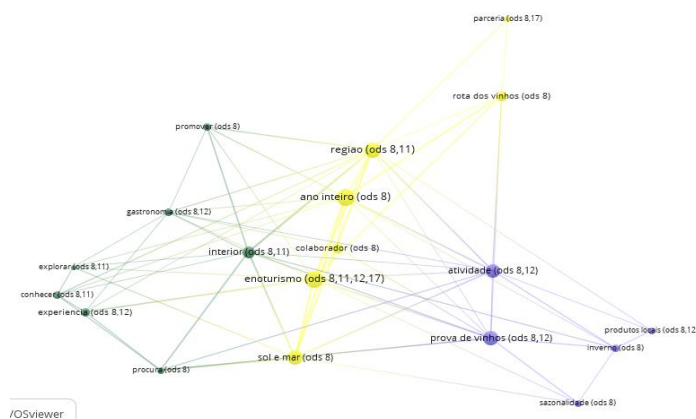 parceria (ods 8,17)
rota dos vinhos (ods 8)
promover (ods 8)
regiao (ods 8,11)
ano inteiro (ods 8)
gastronomia (ods 8,12)
interior (ods 8,11)
colaborador (ods 8)
explorar (ods 8,11)
atividade (ods 8,12)
enoturismo (ods 8,11,12,17)
conhecer (ods 8,11)
experiencia (ods 8,12)
produtos locais (ods 8,12
prova de vinhos (ods 8,12)
inverno (ods 8)
sol e mar (ods 8)
procura (ods 8)
sazonalidade (ods 8)
/OSviewer